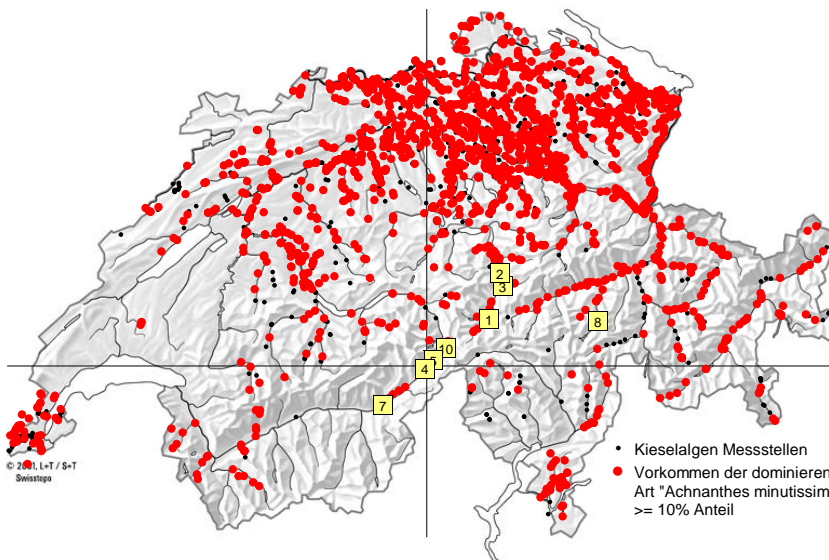 2
3
1
8
10
5
4
7
© 2001, L+T / S+T
Swisstopo
Kieselalgen Messstellen
Vorkommen der dominieren
Art "Achnanthes minutissim
>= 10% Anteil